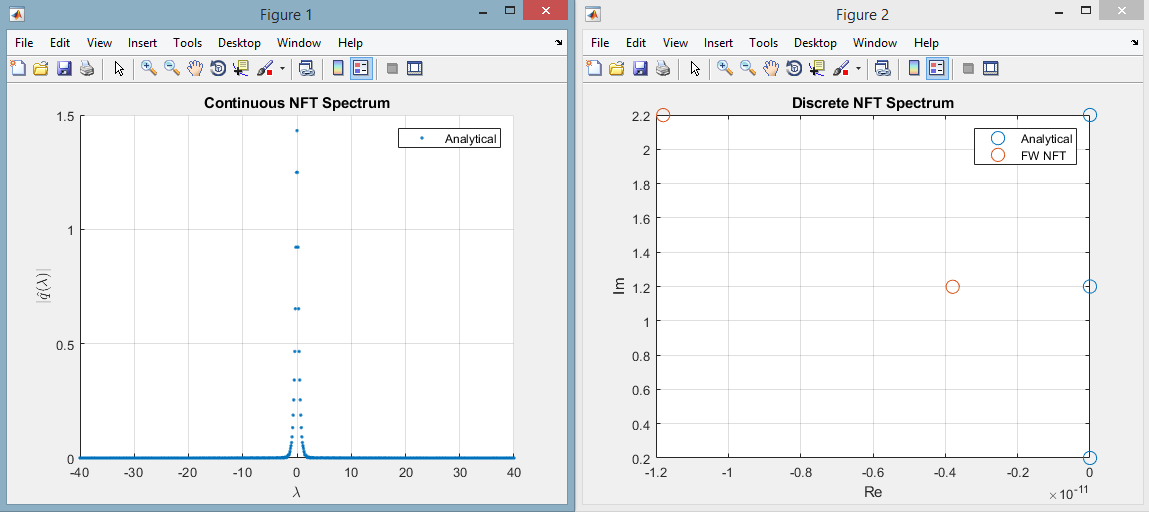 Figure 1
File Edit View Insert Tools Desktop Window Help
Continuous NFT Spectrum
1.5
1
0.5
0
|q̂(λ)|
Analytical
-40 -30 -20 -10 0 10 20 30 40
λ
Figure 2
File Edit View Insert Tools Desktop Window Help
Discrete NFT Spectrum
2.2
2
1.8
1.6
1.4
1.2
1
0.8
0.6
0.4
0.2
Im
Analytical
FW NFT
-1.2 -1 -0.8 -0.6 -0.4 -0.2 0
Re
×10⁻¹¹